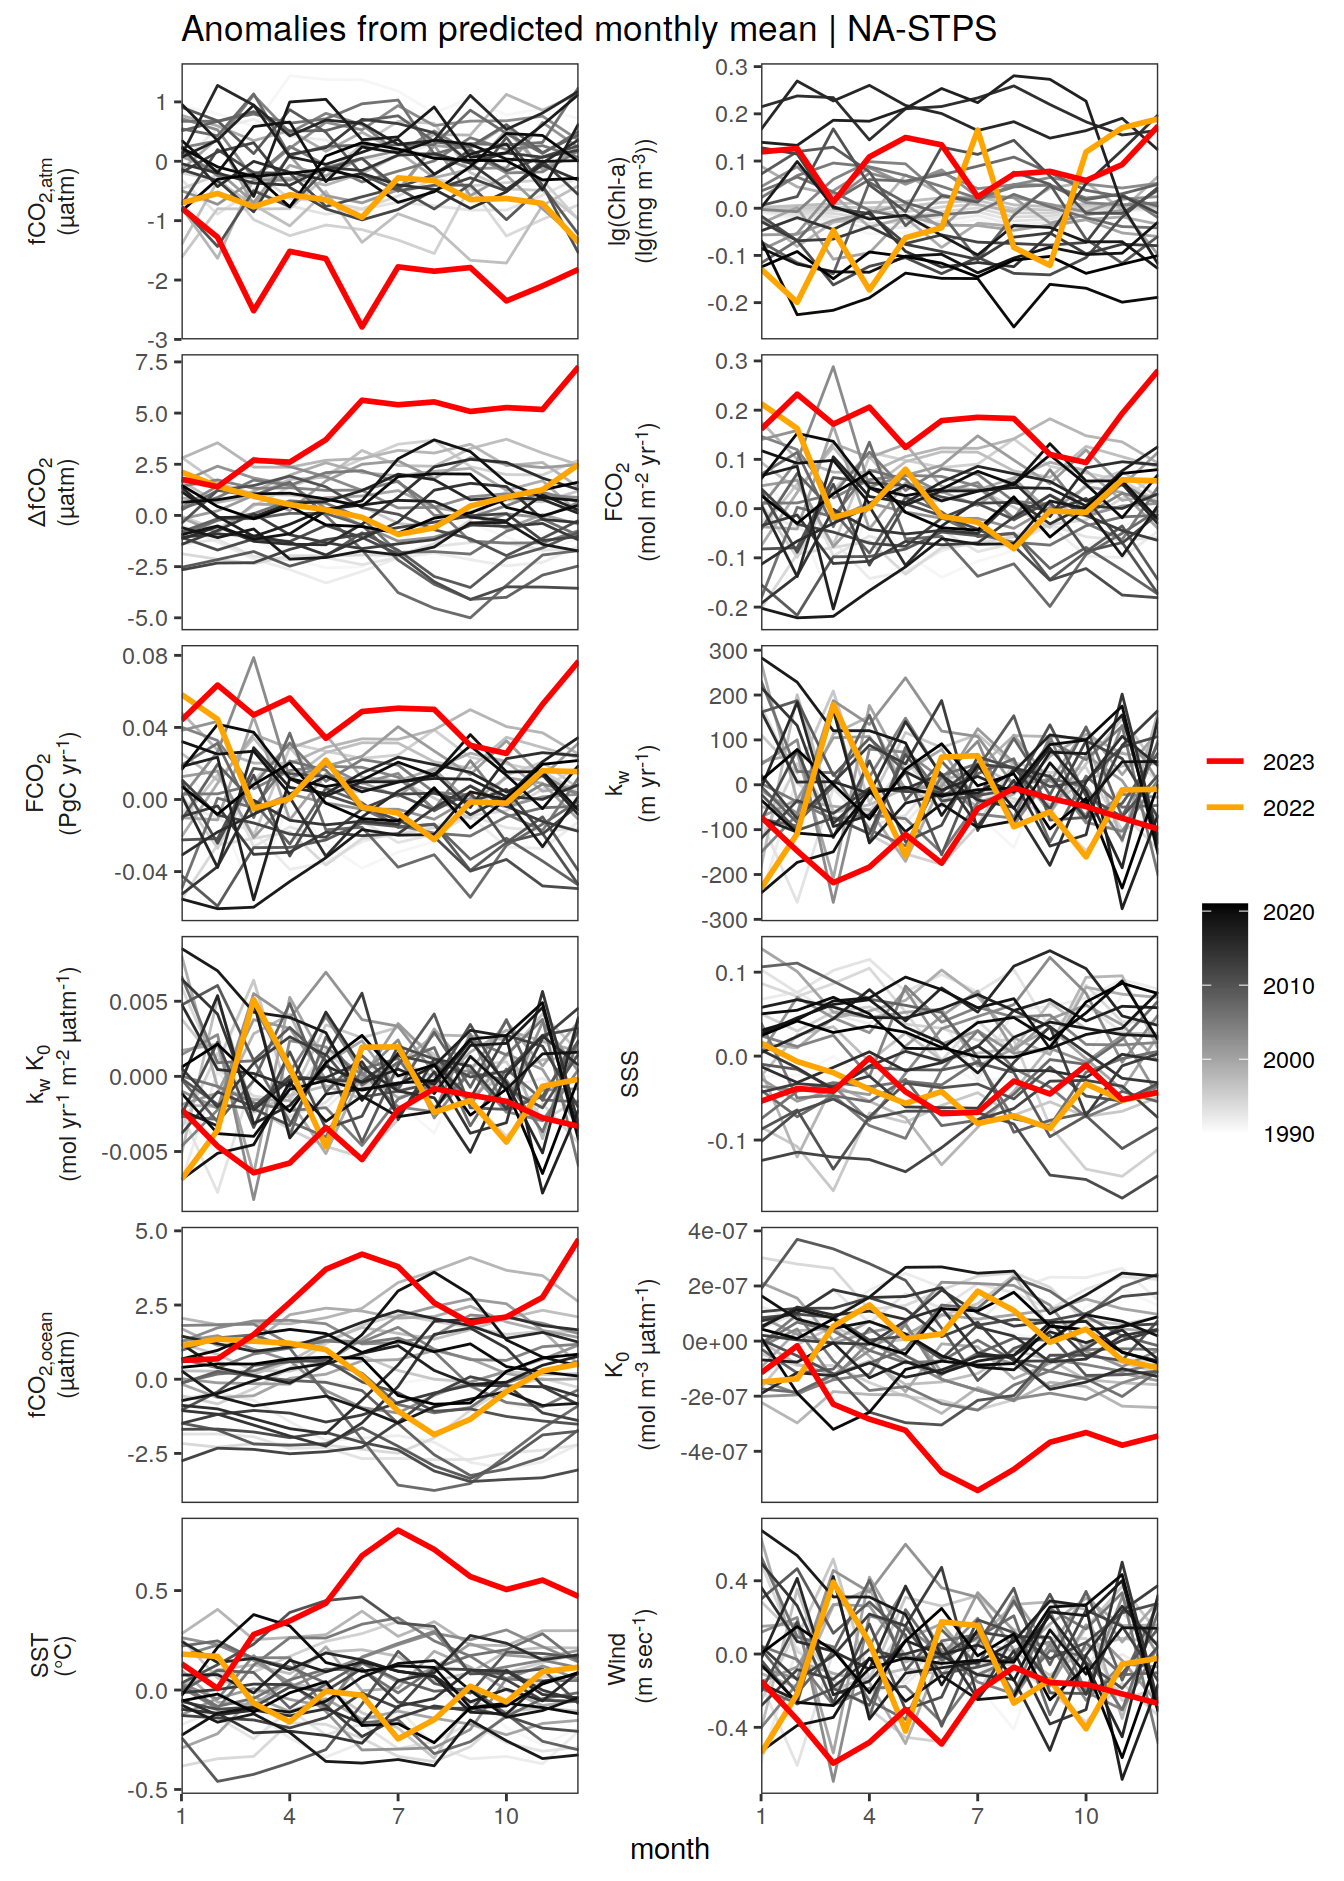 Anomalies from predicted monthly mean | NA-STPS
fCO2,atm
(µatm)
1
0
-1
-2
-3
lg(Chl-a)
(lg(mg m-3))
0.3
0.2
0.1
0.0
-0.1
-0.2
ΔfCO2
(µatm)
7.5
5.0
2.5
0.0
-2.5
-5.0
FCO2
(mol m-2 yr-1)
0.3
0.2
0.1
0.0
-0.1
-0.2
FCO2
(PgC yr-1)
0.08
0.04
0.00
-0.04
kw
(m yr-1)
300
200
100
0
-100
-200
-300
kw K0
(mol yr-1 m-2 µatm-1)
0.005
0.000
-0.005
SSS
0.1
0.0
-0.1
fCO2,ocean
(µatm)
5.0
2.5
0.0
-2.5
K0
(mol m-3 µatm-1)
4e-07
2e-07
0e+00
-2e-07
-4e-07
SST
(°C)
0.5
0.0
-0.5
Wind
(m sec-1)
0.4
0.0
-0.4
1 4 7 10
1 4 7 10
month
2023
2022
2020
2010
2000
1990